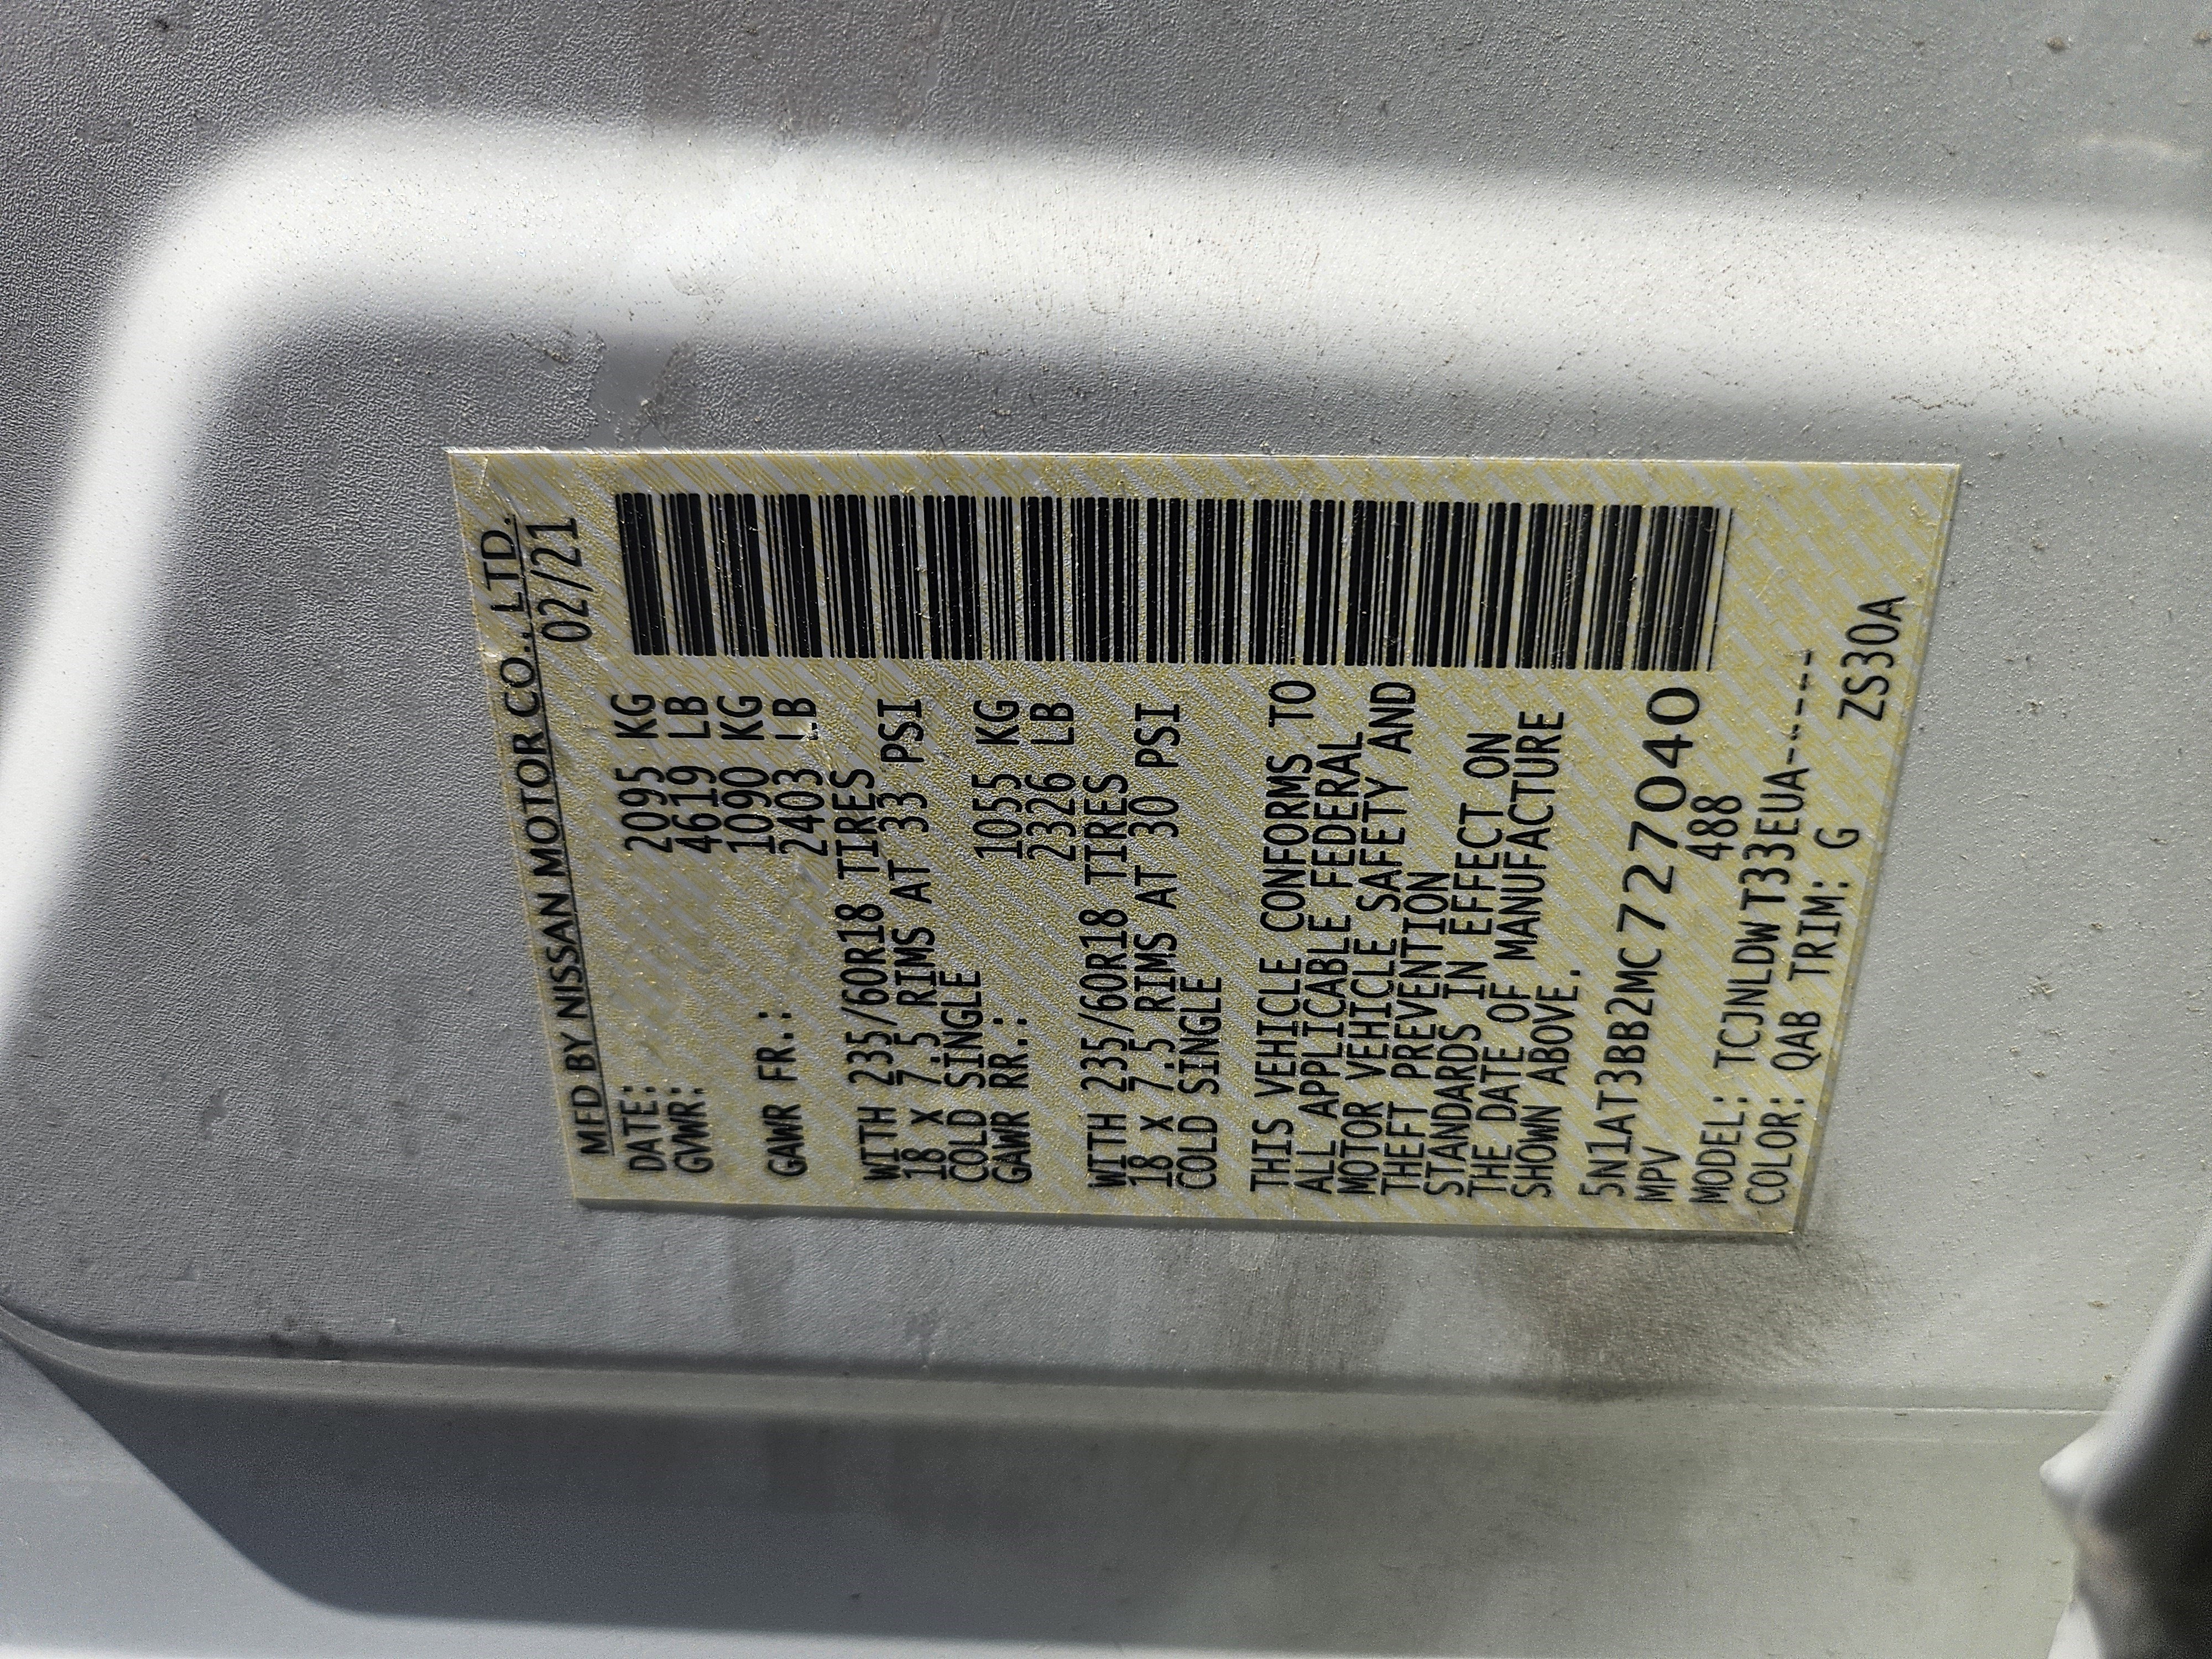 MFD BY NISSAN MOTOR CO., LTD.
DATE: 02/21
GVWR: 2095 KG
4619 LB
GAWR FR.: 1090 KG
2403 LB
WITH 235/60R18 TIRES
18 X 7.5 RIMS AT 33 PSI
COLD SINGLE
GAWR RR.: 1055 KG
2326 LB
WITH 235/60R18 TIRES
18 X 7.5 RIMS AT 30 PSI
COLD SINGLE
THIS VEHICLE CONFORMS TO
ALL APPLICABLE FEDERAL
MOTOR VEHICLE SAFETY AND
THEFT PREVENTION
STANDARDS IN EFFECT ON
THE DATE OF MANUFACTURE
SHOWN ABOVE.
5N1AT3BB2MC727040
MPV 488
MODEL: TCJNLDWT33EUA------
COLOR: QAB TRIM: G ZS30A